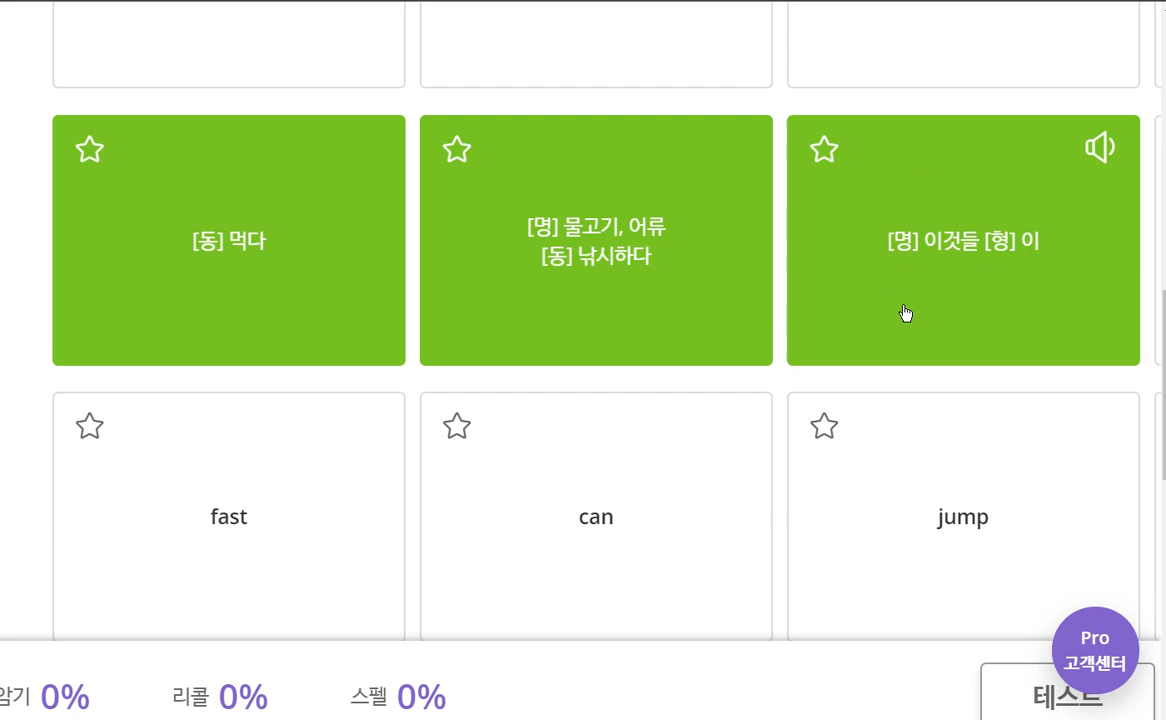 [동] 먹다
[명] 물고기, 어류
[동] 낚시하다
[명] 이것들 [형] 이
fast
can
jump
Pro
고객센터
암기 0%
리콜 0%
스펠 0%
테스트